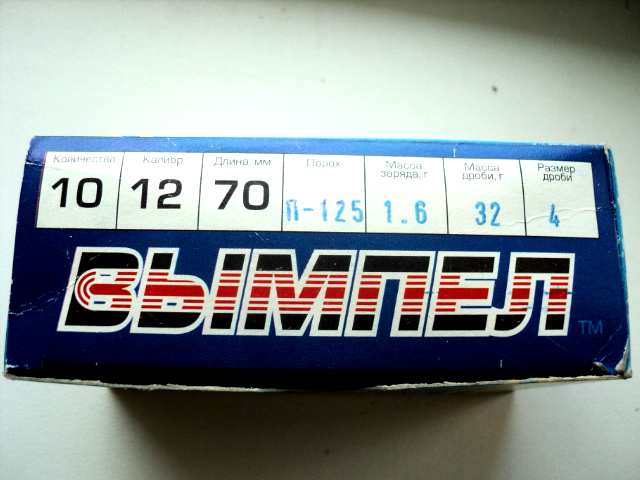 Количество Калибр Длина, мм Порох Масса заряда, г Масса дроби, г Размер дроби
10 12 70 П-125 1.6 32 4
ВЫМПЕЛ TM